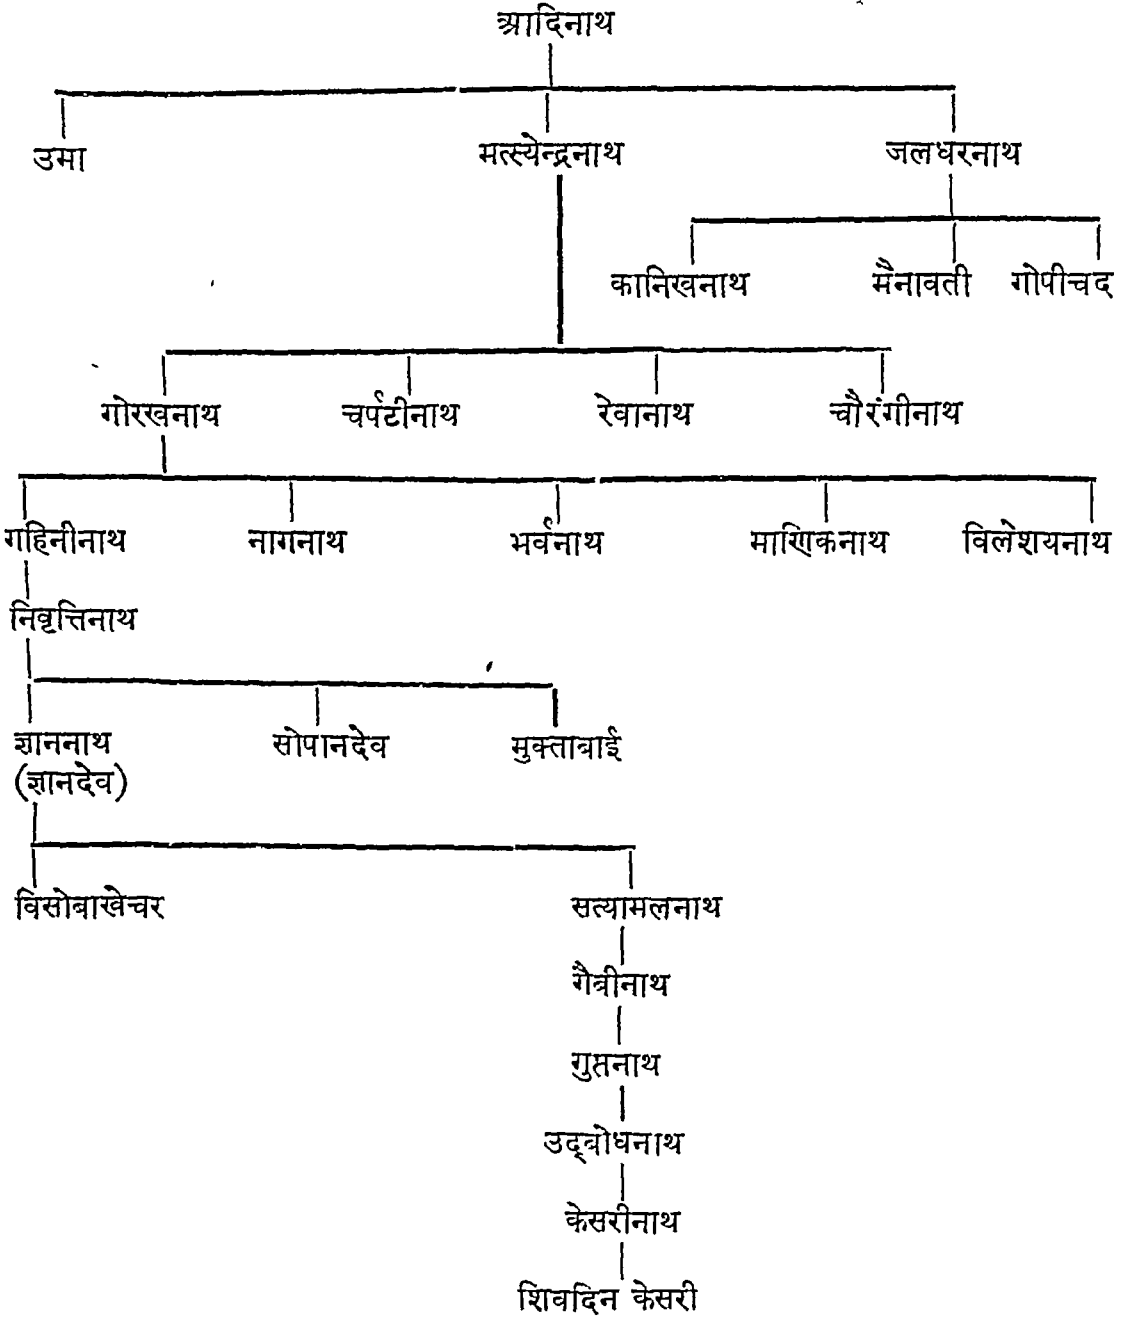 आदिनाथ
उमा मत्स्येन्द्रनाथ जलधरनाथ
कानिखनाथ मैनावती गोपीचद
गोरखनाथ चर्पटीनाथ रेवानाथ चौरंगीनाथ
गहिनीनाथ नागनाथ भर्वनाथ माणिकनाथ विलेशयनाथ
निवृत्तिनाथ
ज्ञाननाथ सोपानदेव मुक्ताबाई
(ज्ञानदेव)
विसोबाखेचर सत्यामलनाथ
गैबीनाथ
गुप्तनाथ
उद्बोधनाथ
केसरीनाथ
शिवदिन केसरी